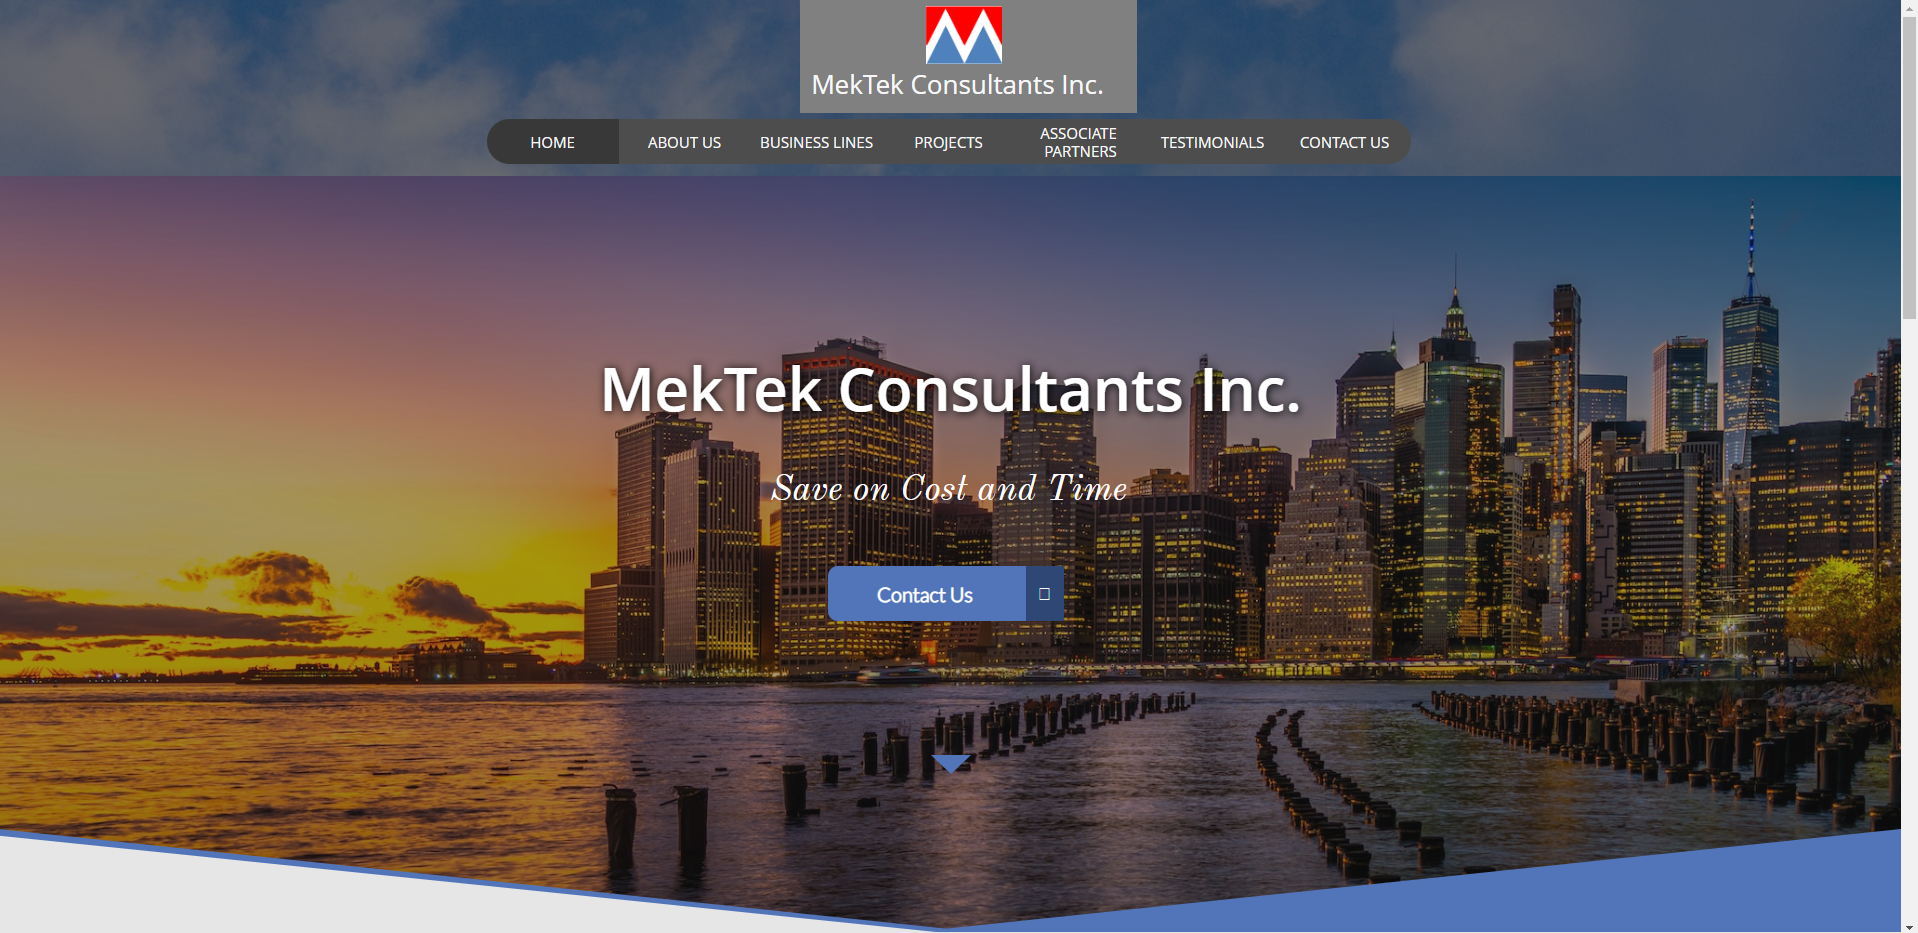 MekTek Consultants Inc.
HOME
ABOUT US
BUSINESS LINES
PROJECTS
ASSOCIATE
PARTNERS
TESTIMONIALS
CONTACT US
MekTek Consultants Inc.
Save on Cost and Time
Contact Us